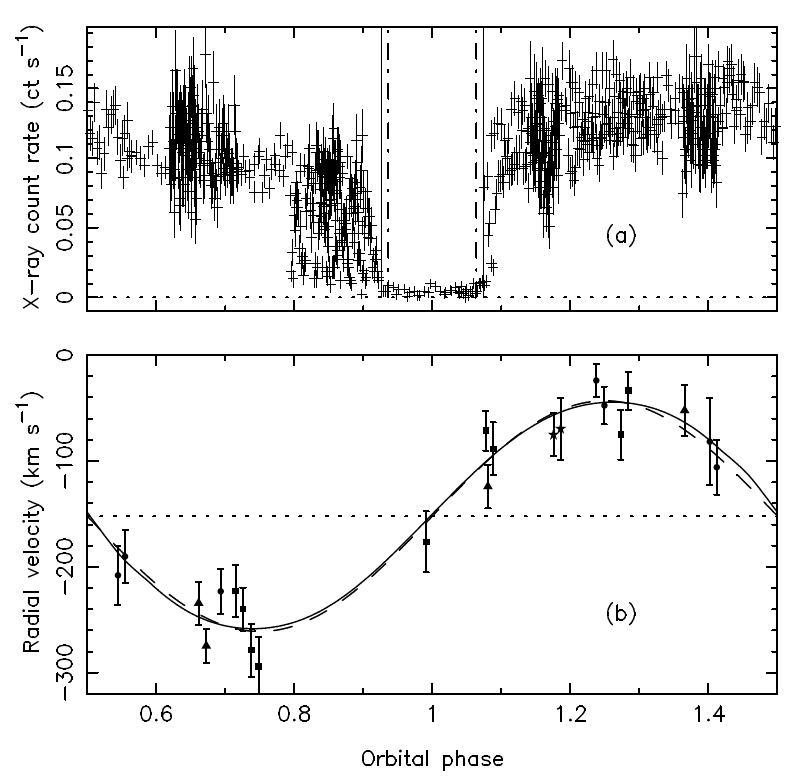 X−ray count rate (ct s−1)
0.15
0.1
0.05
0
(a)
Radial velocity (km s−1)
0
−100
−200
−300
(b)
0.6 0.8 1 1.2 1.4
Orbital phase